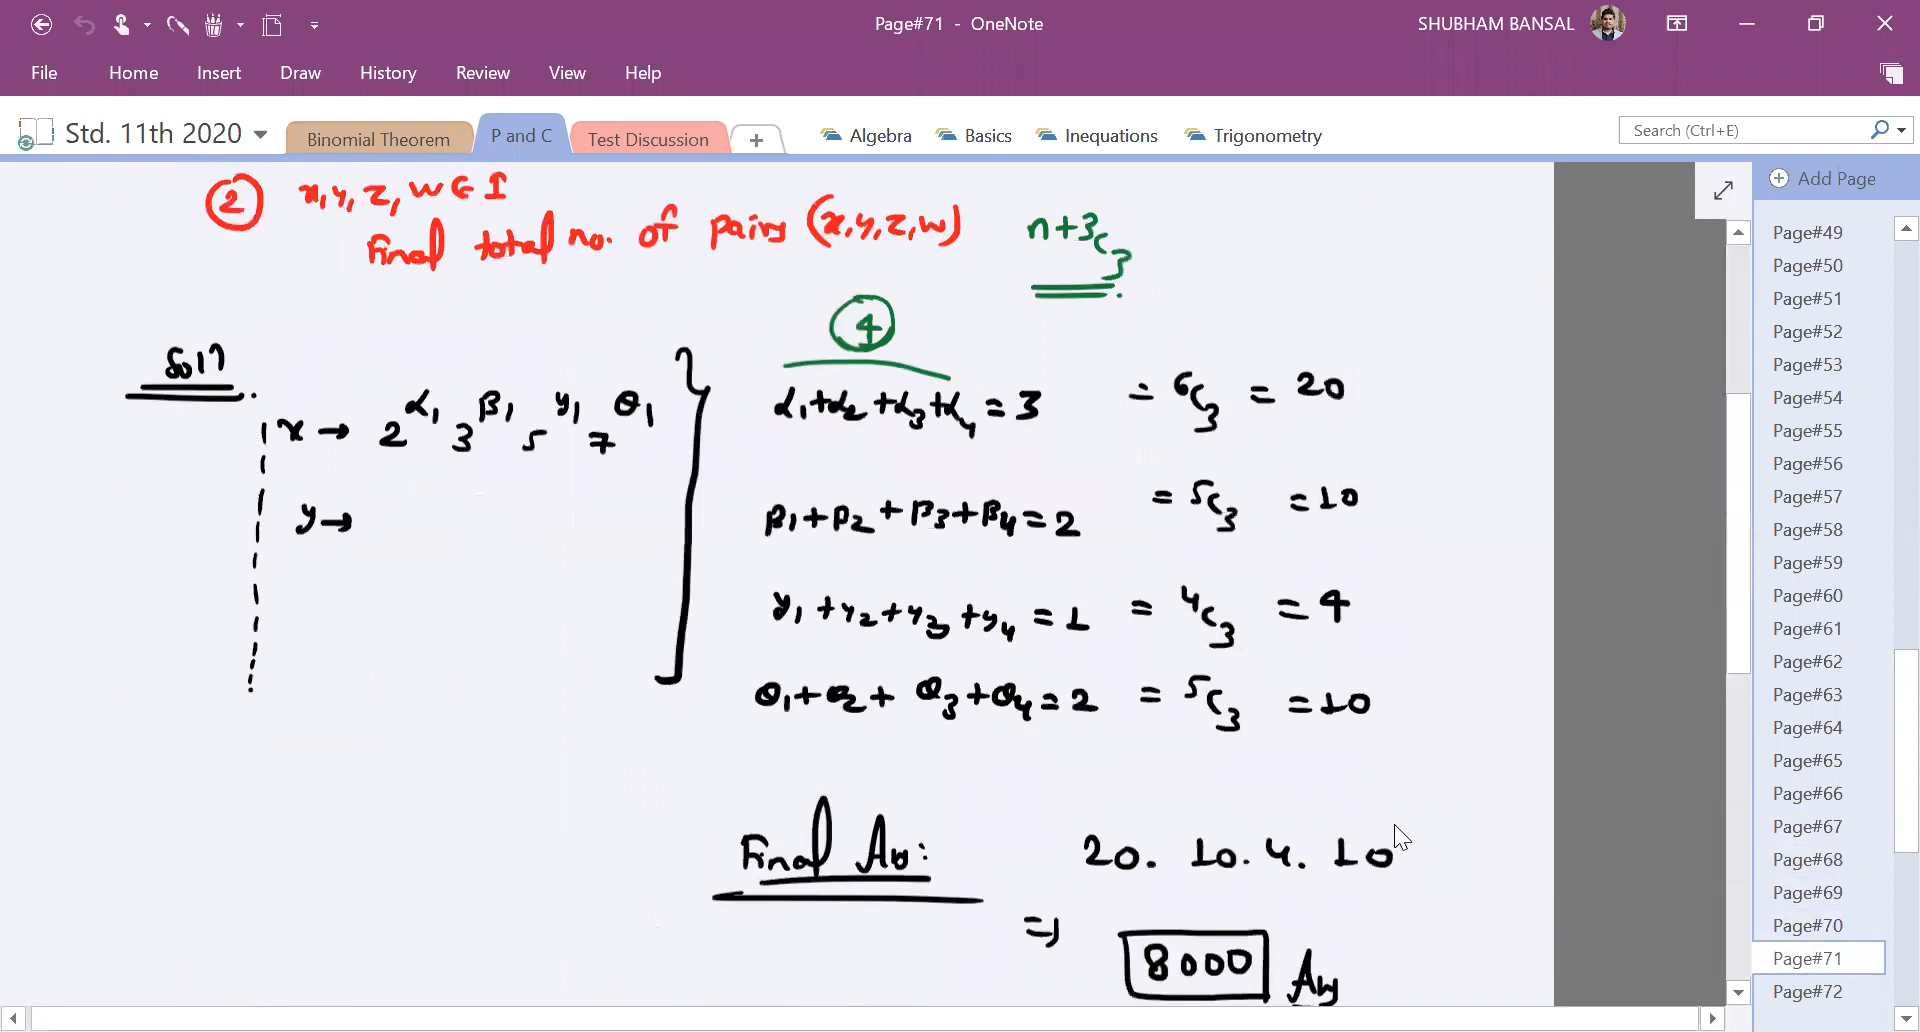 Page#71 - OneNote
SHUBHAM BANSAL
File Home Insert Draw History Review View Help
Std. 11th 2020
Binomial Theorem
P and C
Test Discussion
Algebra
Basics
Inequations
Trigonometry
Search (Ctrl+E)
② x, y, z, w ∈ I
Final total no. of pairs (x, y, z, w)
n+3C3
④
Soln
x → 2^α1 3^β1 5^γ1 7^θ1
α1+α2+α3+α4 = 3 = 6C3 = 20
y →
β1+β2+β3+β4 = 2 = 5C3 = 10
γ1+γ2+γ3+γ4 = 1 = 4C3 = 4
θ1+θ2+θ3+θ4 = 2 = 5C3 = 10
Final Ans: 20. 10. 4. 10
⇒ 8000 Ans
Add Page
Page#49
Page#50
Page#51
Page#52
Page#53
Page#54
Page#55
Page#56
Page#57
Page#58
Page#59
Page#60
Page#61
Page#62
Page#63
Page#64
Page#65
Page#66
Page#67
Page#68
Page#69
Page#70
Page#71
Page#72